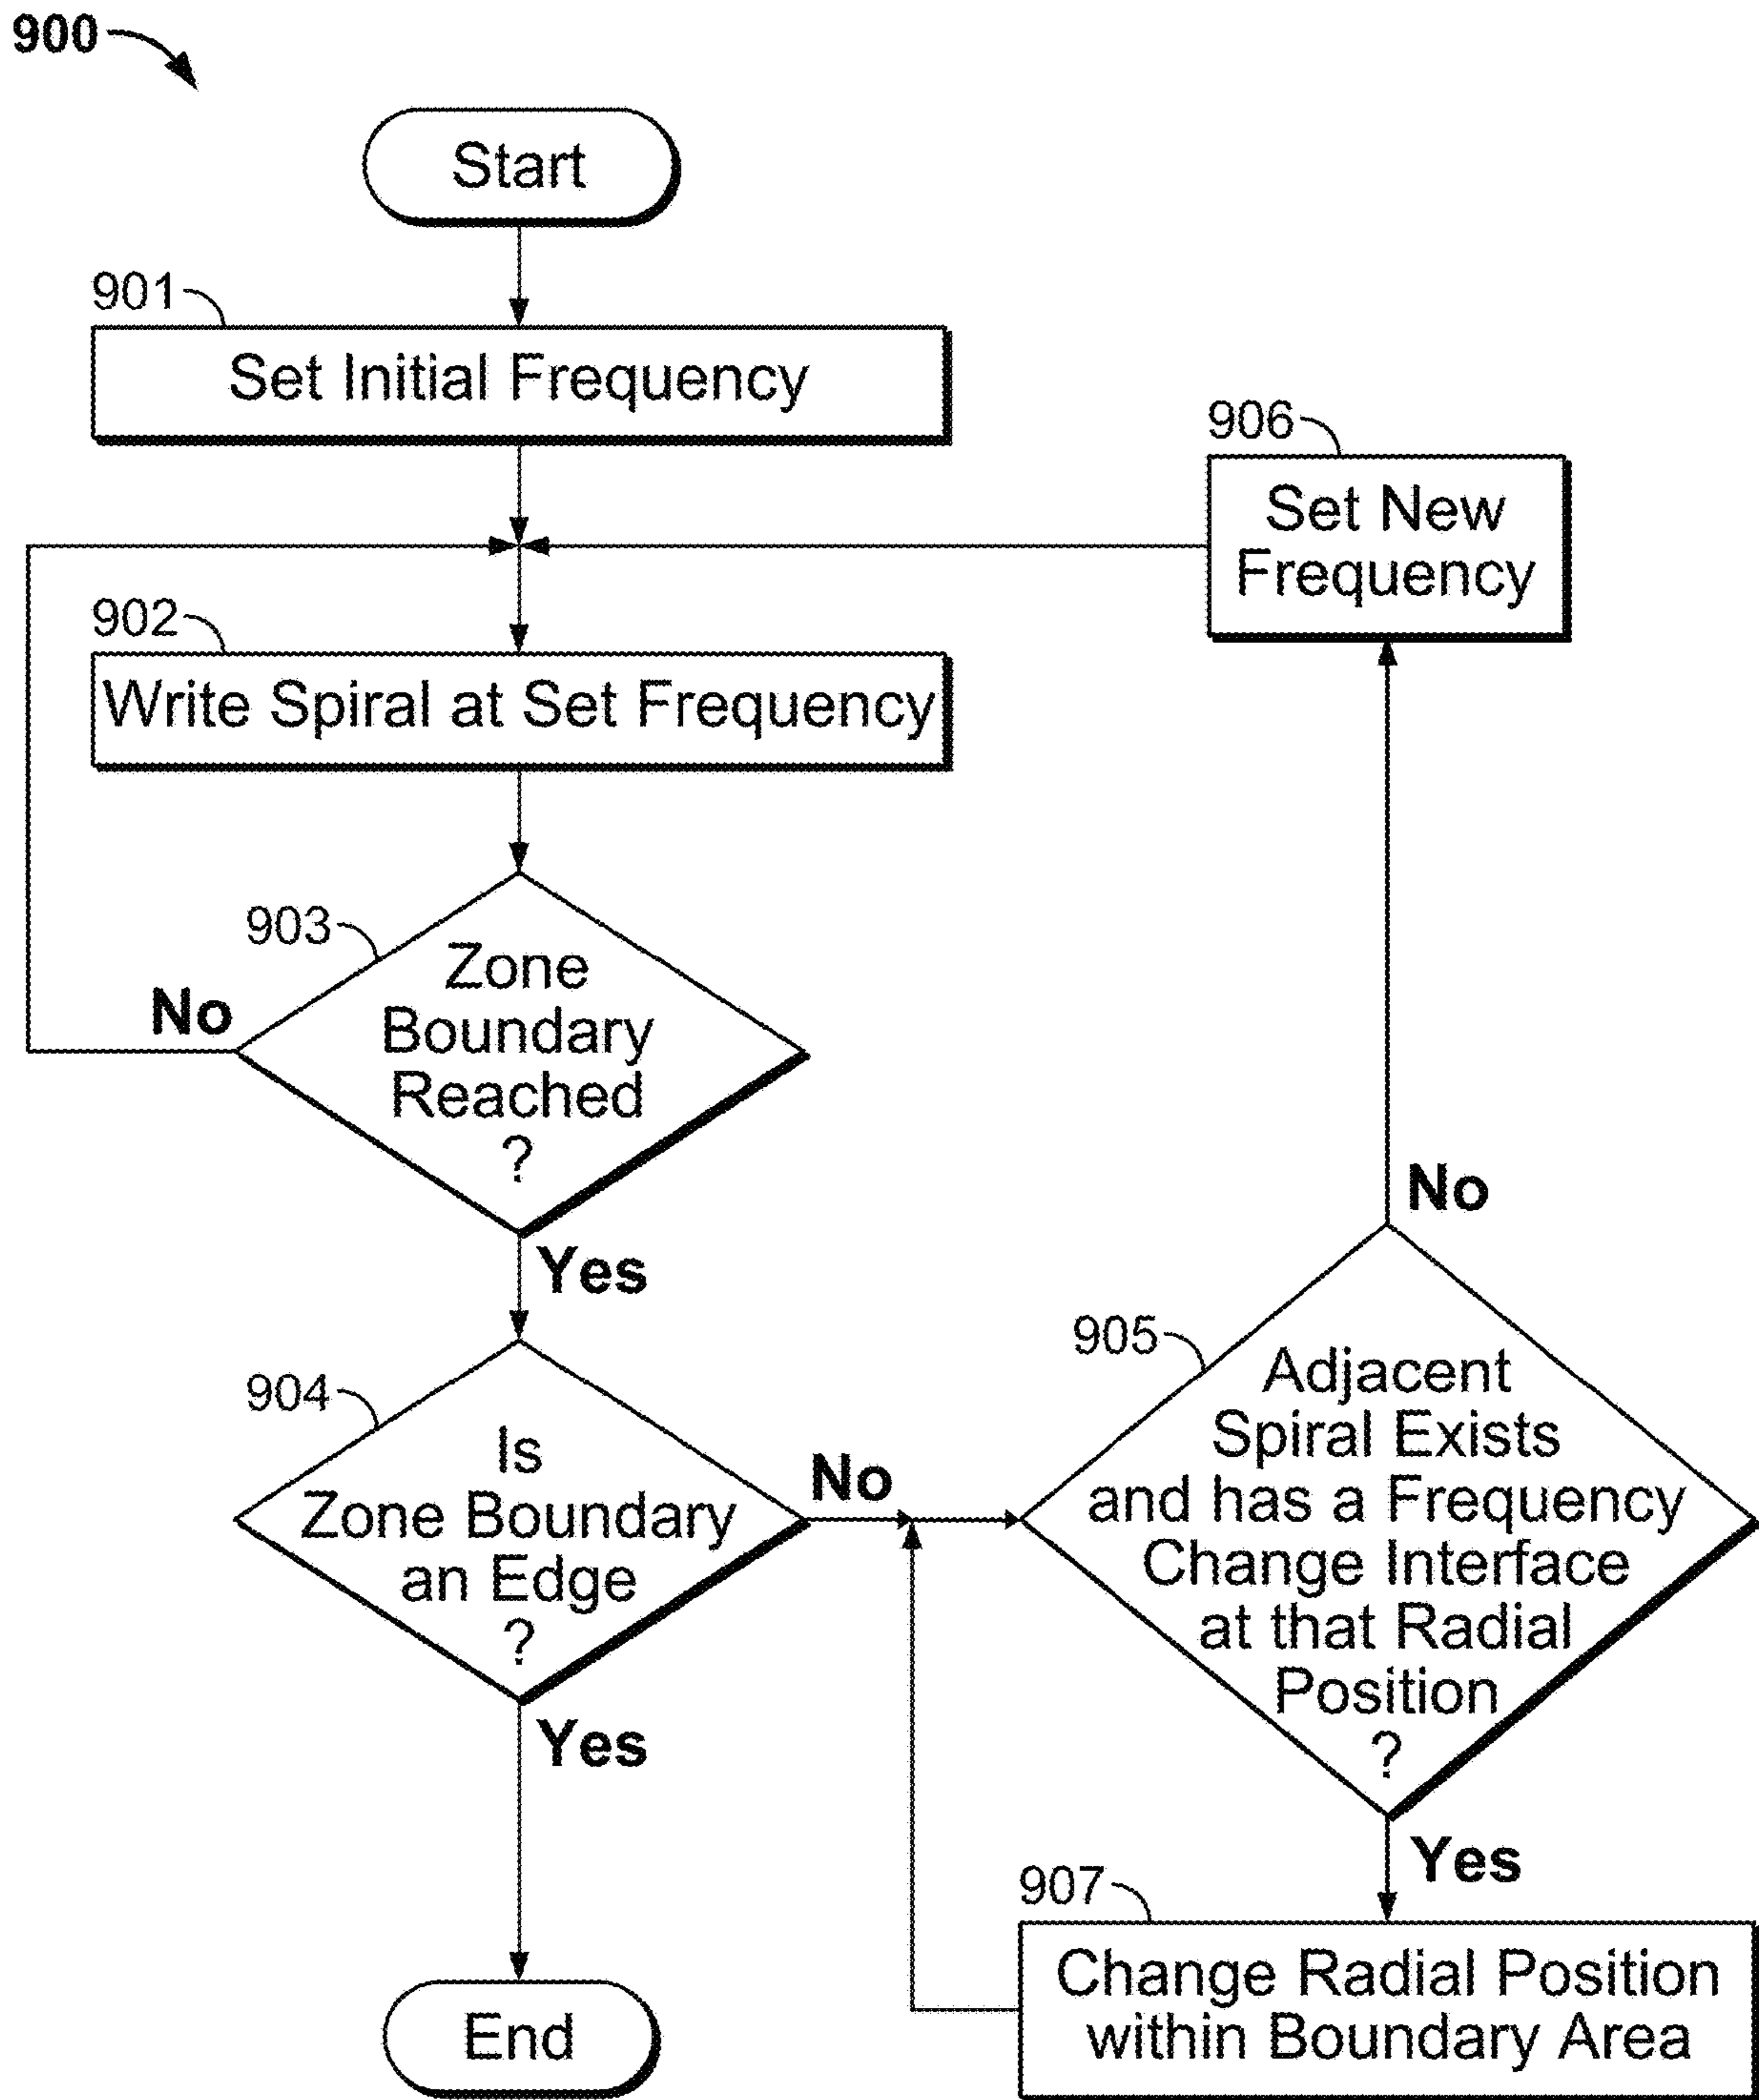 900
Start
901
Set Initial Frequency
906
Set New
Frequency
902
Write Spiral at Set Frequency
903
Zone
Boundary
Reached
?
No
Yes
No
904
Is
Zone Boundary
an Edge
?
No
Yes
905
Adjacent
Spiral Exists
and has a Frequency
Change Interface
at that Radial
Position
?
Yes
907
Change Radial Position
within Boundary Area
End